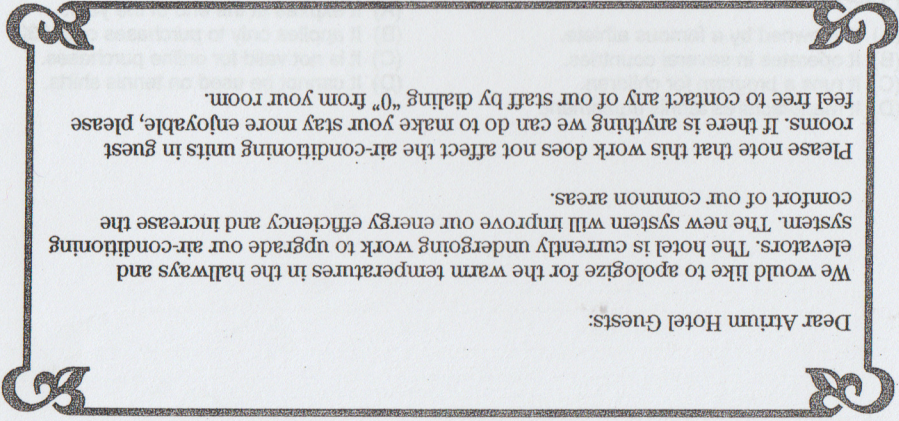 Dear Atrium Hotel Guests:
We would like to apologize for the warm temperatures in the hallways and
elevators. The hotel is currently undergoing work to upgrade our air-conditioning
system. The new system will improve our energy efficiency and increase the
comfort of our common areas.
Please note that this work does not affect the air-conditioning units in guest
rooms. If there is anything we can do to make your stay more enjoyable, please
feel free to contact any of our staff by dialing “0” from your room.